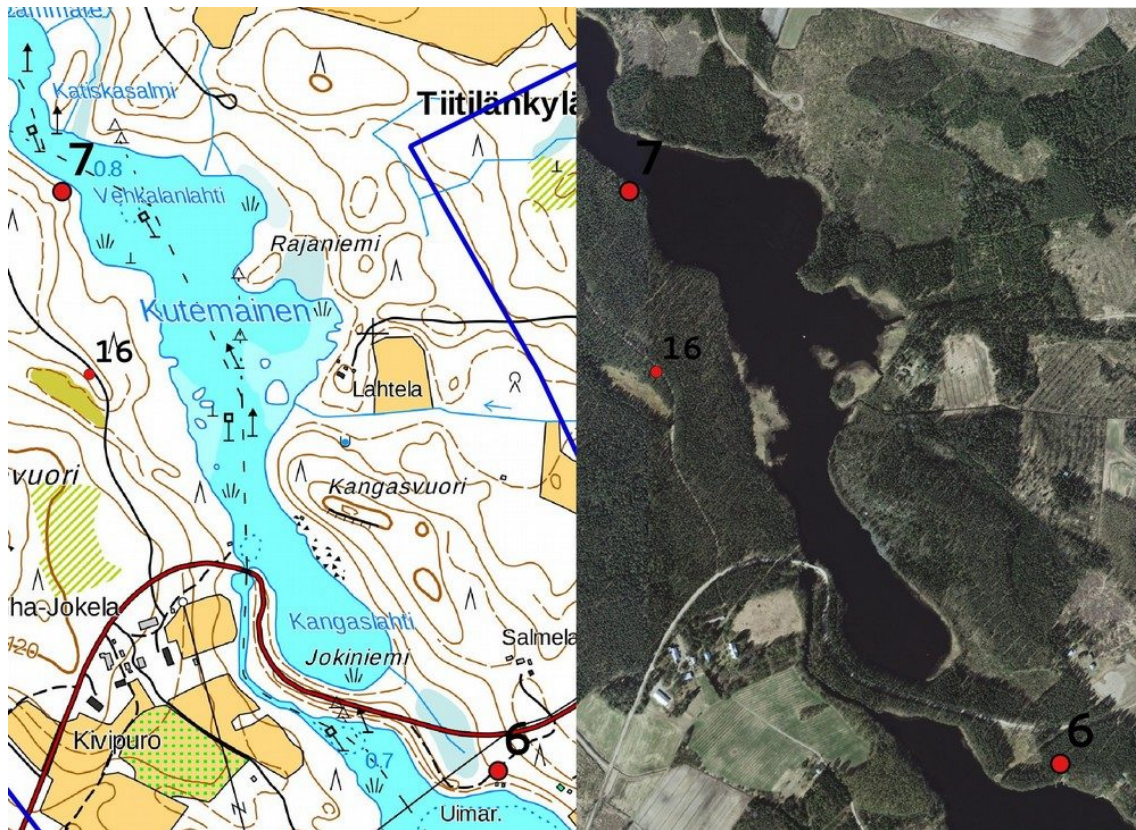 Katiskasalmi
Tiitilänkylä
7
0.8
Vehkalanlahti
Rajaniemi
Kutemainen
16
Lahtela
vuori
Kangasvuori
ha-Jokela
Kangaslahti
120
Jokiniemi
Salmela
Kivipuro
6
0.7
N
Uimar.
7
16
6